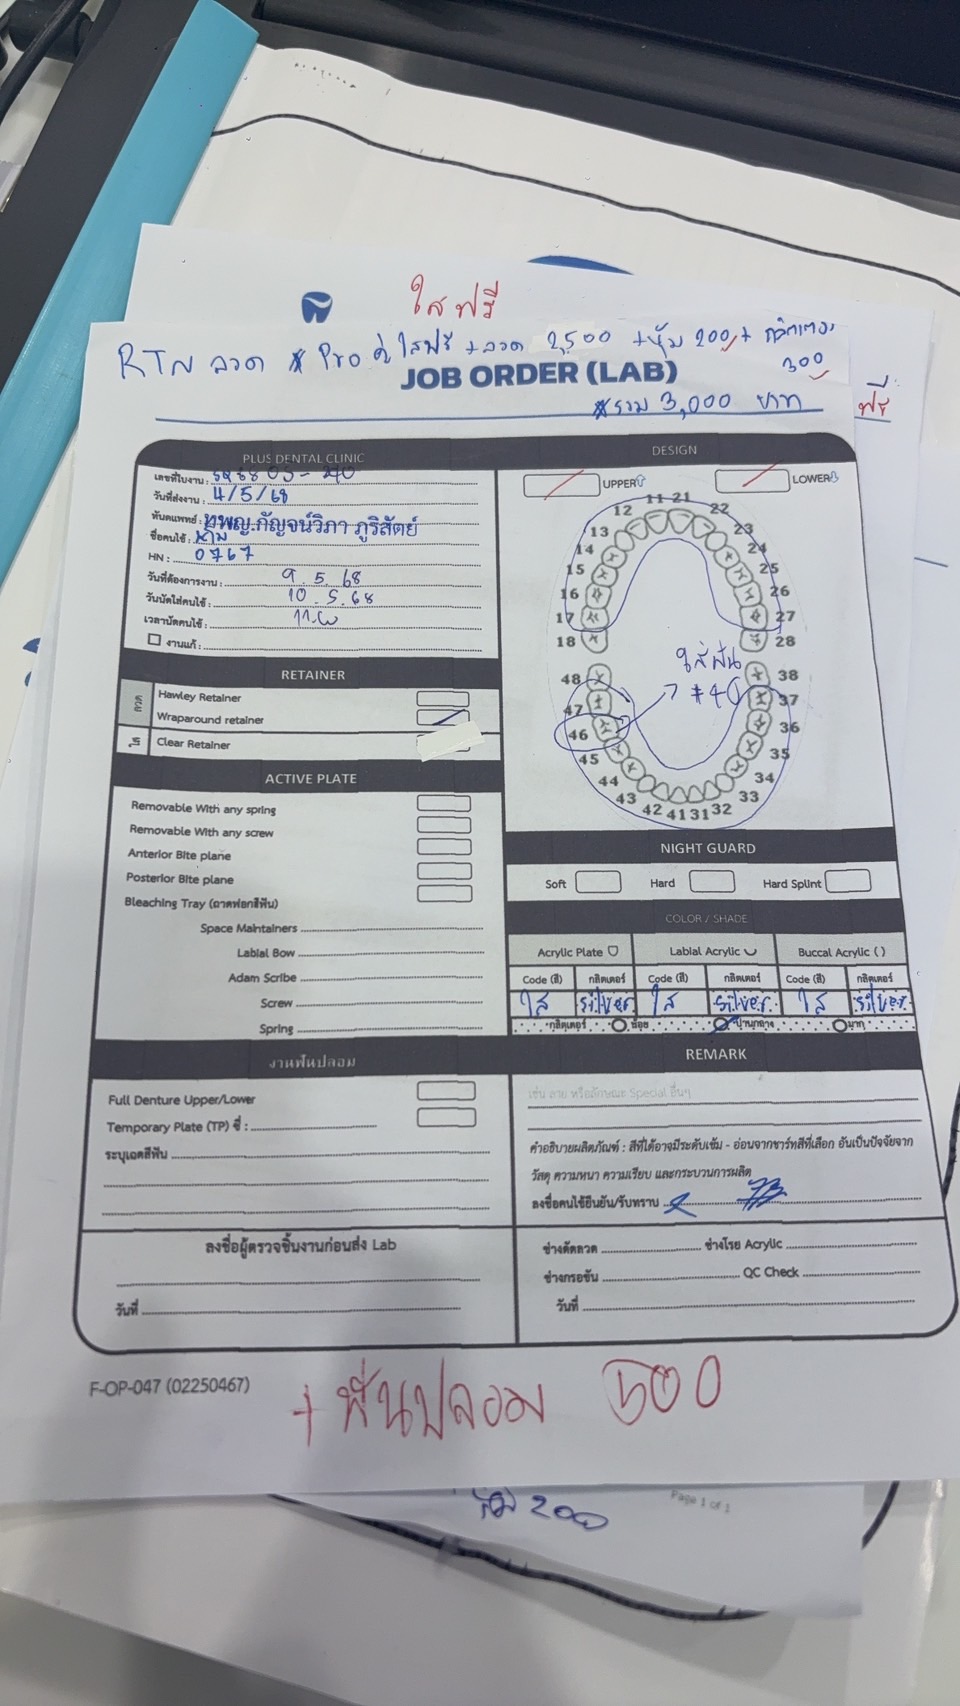 ใสฟรี
RTN ลวด Pro คู่ ใสฟรี + ลวด 2,500 + หุ้ม 200, + กลิตเตอร์
300
JOB ORDER (LAB)
รวม 3,000 บาท
ฟรี
PLUS DENTAL CLINIC
เลขที่ใบงาน :
วันที่ส่งงาน : 4/5/68
ทันตแพทย์ : ทพญ.กัญจน์วิภา ภูริสัตย์
ชื่อคนไข้ :
HN : 0767
วันที่ต้องการงาน : 9.5.68
วันนัดใส่คนไข้ : 10.5.68
เวลานัดคนไข้ : 11.00
งานแก้ :
DESIGN
UPPER
LOWER
11 21
12 22
13 23
14 24
15 25
16 26
17 27
18 28
ใส่ฟัน
48 38
47 37
46 36
45 35
44 34
43 33
42 41 31 32
RETAINER
ลวด
Hawley Retainer
Wraparound retainer
ใส
Clear Retainer
ACTIVE PLATE
Removable With any spring
Removable With any screw
Anterior Bite plane
Posterior Bite plane
Bleaching Tray (ถาดฟอกสีฟัน)
Space Maintainers
Labial Bow
Adam Scribe
Screw
Spring
NIGHT GUARD
Soft Hard Hard Splint
COLOR / SHADE
Acrylic Plate Labial Acrylic Buccal Acrylic ( )
Code (สี) กลิตเตอร์ Code (สี) กลิตเตอร์ Code (สี) กลิตเตอร์
ใส silver ใส silver ใส silver
กลิตเตอร์ น้อย ปานกลาง มาก
งานฟันปลอม
Full Denture Upper/Lower
Temporary Plate (TP) ซี่ :
ระบุเฉดสีฟัน
REMARK
เช่น ลาย หรือลักษณะ Special อื่นๆ
คำอธิบายผลิตภัณฑ์ : สีที่ได้อาจมีระดับเข้ม - อ่อนจากชาร์ทสีที่เลือก อันเป็นปัจจัยจาก
วัสดุ ความหนา ความเรียบ และกระบวนการผลิต
ลงชื่อคนไข้ยืนยัน/รับทราบ
ลงชื่อผู้ตรวจชิ้นงานก่อนส่ง Lab
วันที่
ช่างดัดลวด ช่างโรย Acrylic
ช่างกรอขัน QC Check
วันที่
F-OP-047 (02250467)
+ ฟันปลอม 500
Page 1 of 1
200